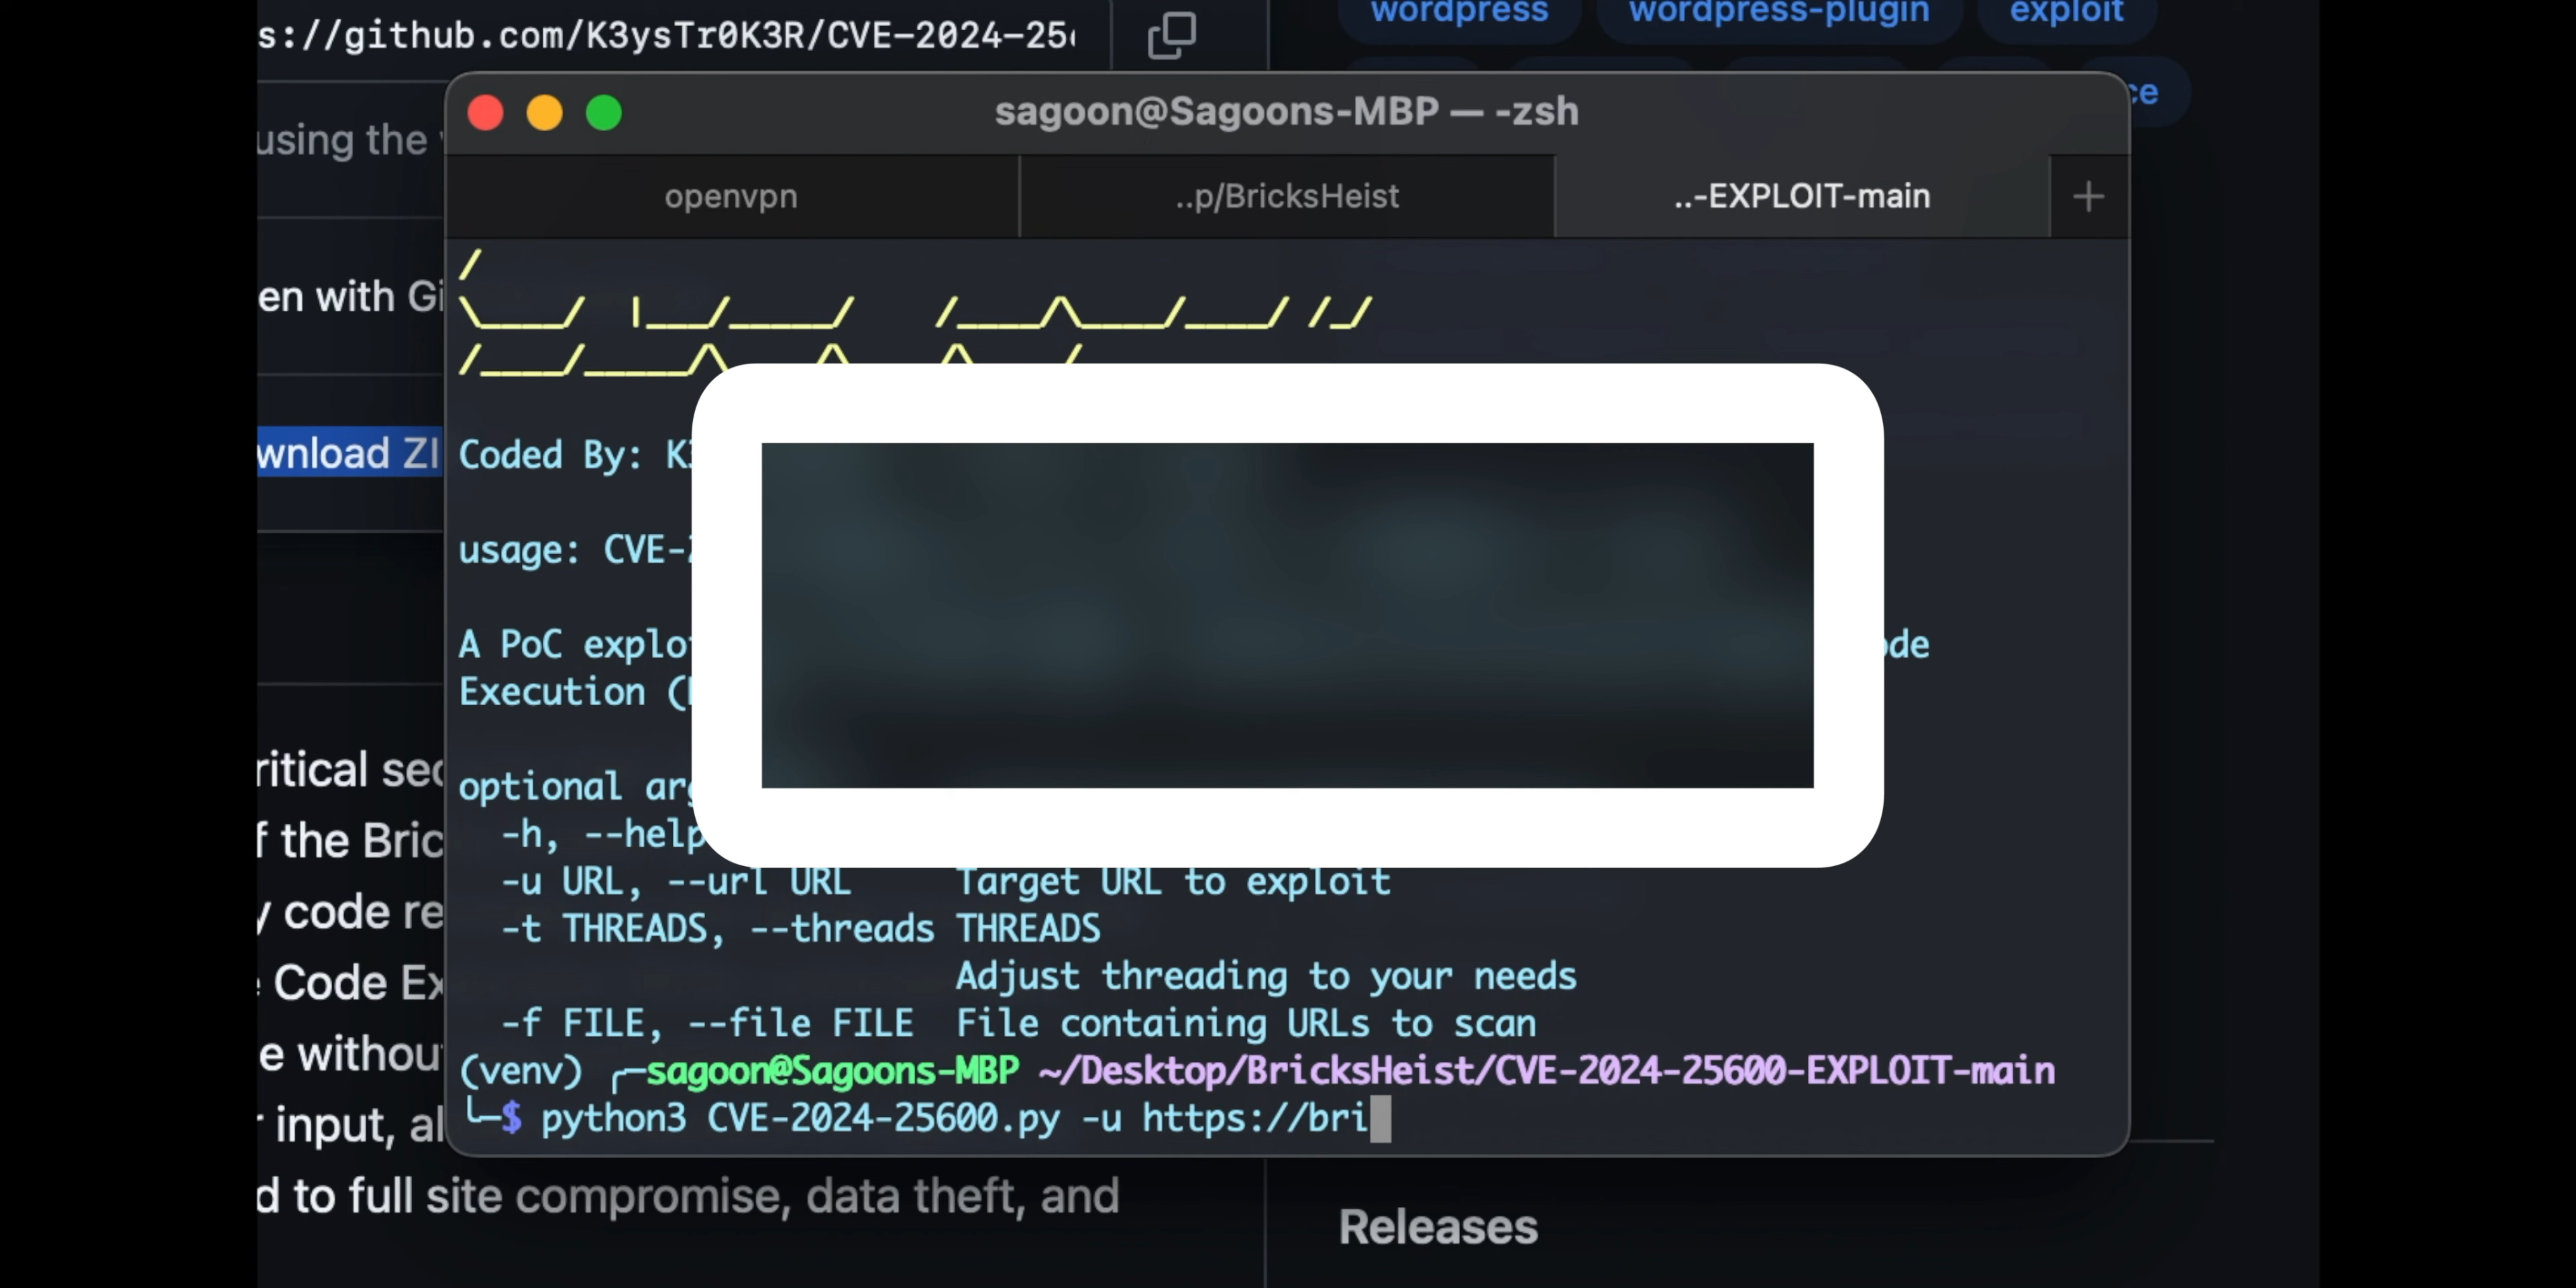 s://github.com/K3ysTr0K3R/CVE-2024-25
wordpress
wordpress-plugin
exploit
using the
en with Gi
wnload ZI
sagoon@Sagoons-MBP — -zsh
openvpn
..p/BricksHeist
..-EXPLOIT-main
+
Coded By: K3
usage: CVE-2
A PoC exploi ode
Execution (
optional arg
-h, --help
-u URL, --url URL Target URL to exploit
-t THREADS, --threads THREADS
Adjust threading to your needs
-f FILE, --file FILE File containing URLs to scan
(venv) ╭─sagoon@Sagoons-MBP ~/Desktop/BricksHeist/CVE-2024-25600-EXPLOIT-main
╰─$ python3 CVE-2024-25600.py -u https://bri
ritical sec
f the Bric
y code re
Code Ex
e without
r input, al
d to full site compromise, data theft, and
Releases